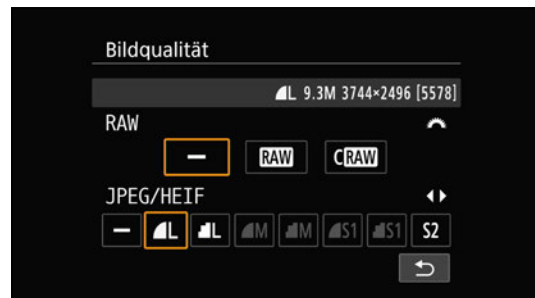 Bildqualität
L 9.3M 3744×2496 [5578]
RAW
– RAW CRAW
JPEG/HEIF
– L L M M S1 S1 S2